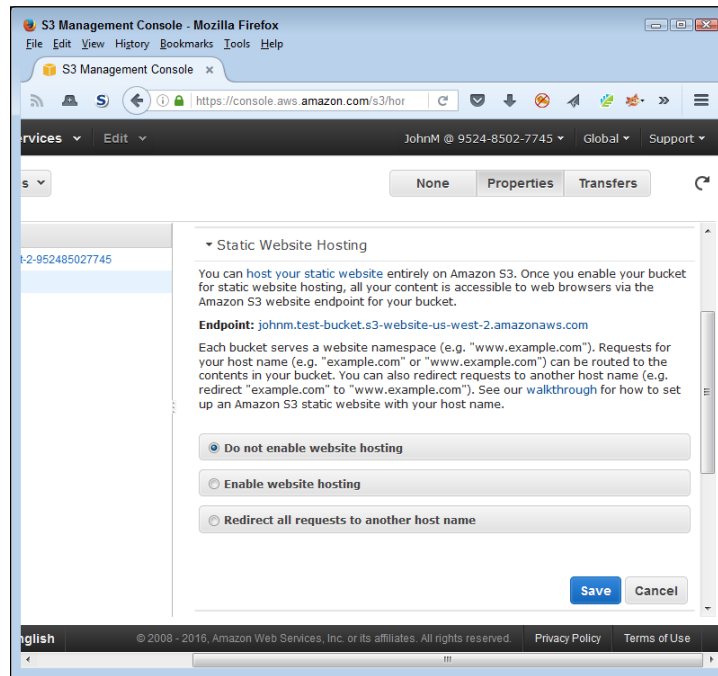 S3 Management Console - Mozilla Firefox
File Edit View History Bookmarks Tools Help
S3 Management Console ×
S) https://console.aws.amazon.com/s3/hor
rvices Edit JohnM @ 9524-8502-7745 Global Support
s None Properties Transfers
Static Website Hosting
t-2-952485027745
You can host your static website entirely on Amazon S3. Once you enable your bucket
for static website hosting, all your content is accessible to web browsers via the
Amazon S3 website endpoint for your bucket.
Endpoint: johnm.test-bucket.s3-website-us-west-2.amazonaws.com
Each bucket serves a website namespace (e.g. "www.example.com"). Requests for
your host name (e.g. "example.com" or "www.example.com") can be routed to the
contents in your bucket. You can also redirect requests to another host name (e.g.
redirect "example.com" to "www.example.com"). See our walkthrough for how to set
up an Amazon S3 static website with your host name.
Do not enable website hosting
Enable website hosting
Redirect all requests to another host name
Save Cancel
nglish © 2008 - 2016, Amazon Web Services, Inc. or its affiliates. All rights reserved. Privacy Policy Terms of Use